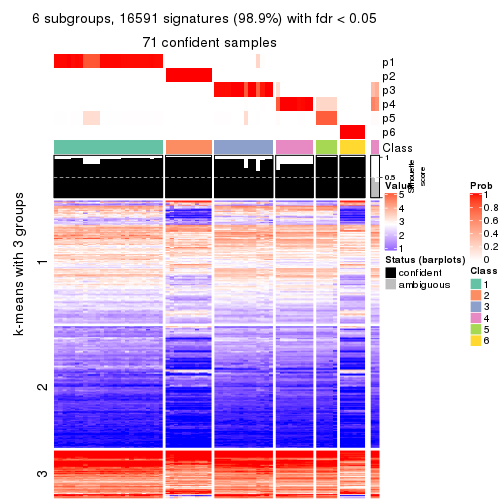 6 subgroups, 16591 signatures (98.9%) with fdr < 0.05
71 confident samples
p1
p2
p3
p4
p5
p6
Class
1
0.5
Silhouette
score
k-means with 3 groups
1
2
3
Value
5
4
3
2
1
Status (barplots)
confident
ambiguous
Prob
1
0.8
0.6
0.4
0.2
0
Class
1
2
3
4
5
6